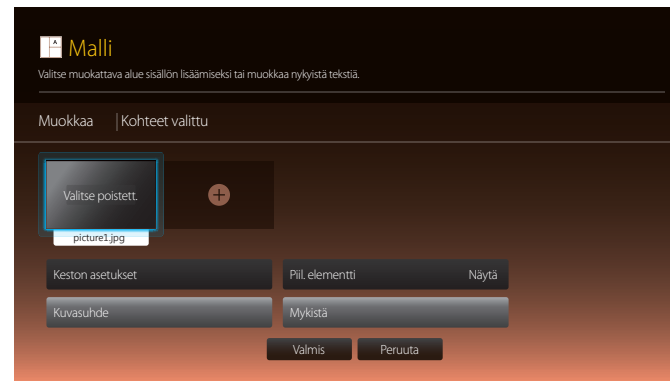 A
Malli
Valitse muokattava alue sisällön lisäämiseksi tai muokkaa nykyistä tekstiä.
Muokkaa | Kohteet valittu
Valitse poistett.
picture1.jpg
Keston asetukset
Piil. elementti Näytä
Kuvasuhde
Mykistä
Valmis Peruuta